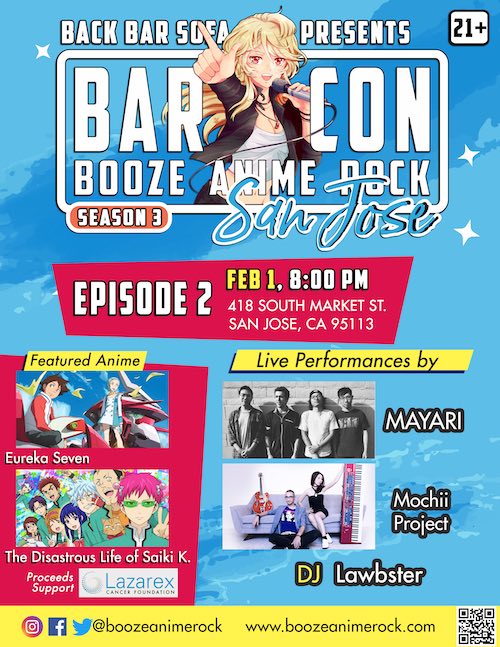 BACK BAR SOFA PRESENTS
21+
BAR CON
BOOZE ANIME ROCK
SEASON 3
San Jose
EPISODE 2
FEB 1, 8:00 PM
418 SOUTH MARKET ST.
SAN JOSE, CA 95113
Featured Anime
Eureka Seven
The Disastrous Life of Saiki K.
Proceeds
Support
Lazarex
CANCER FOUNDATION
Live Performances by
MAYARI
Mochii
Project
DJ Lawbster
@boozeanimerock
www.boozeanimerock.com